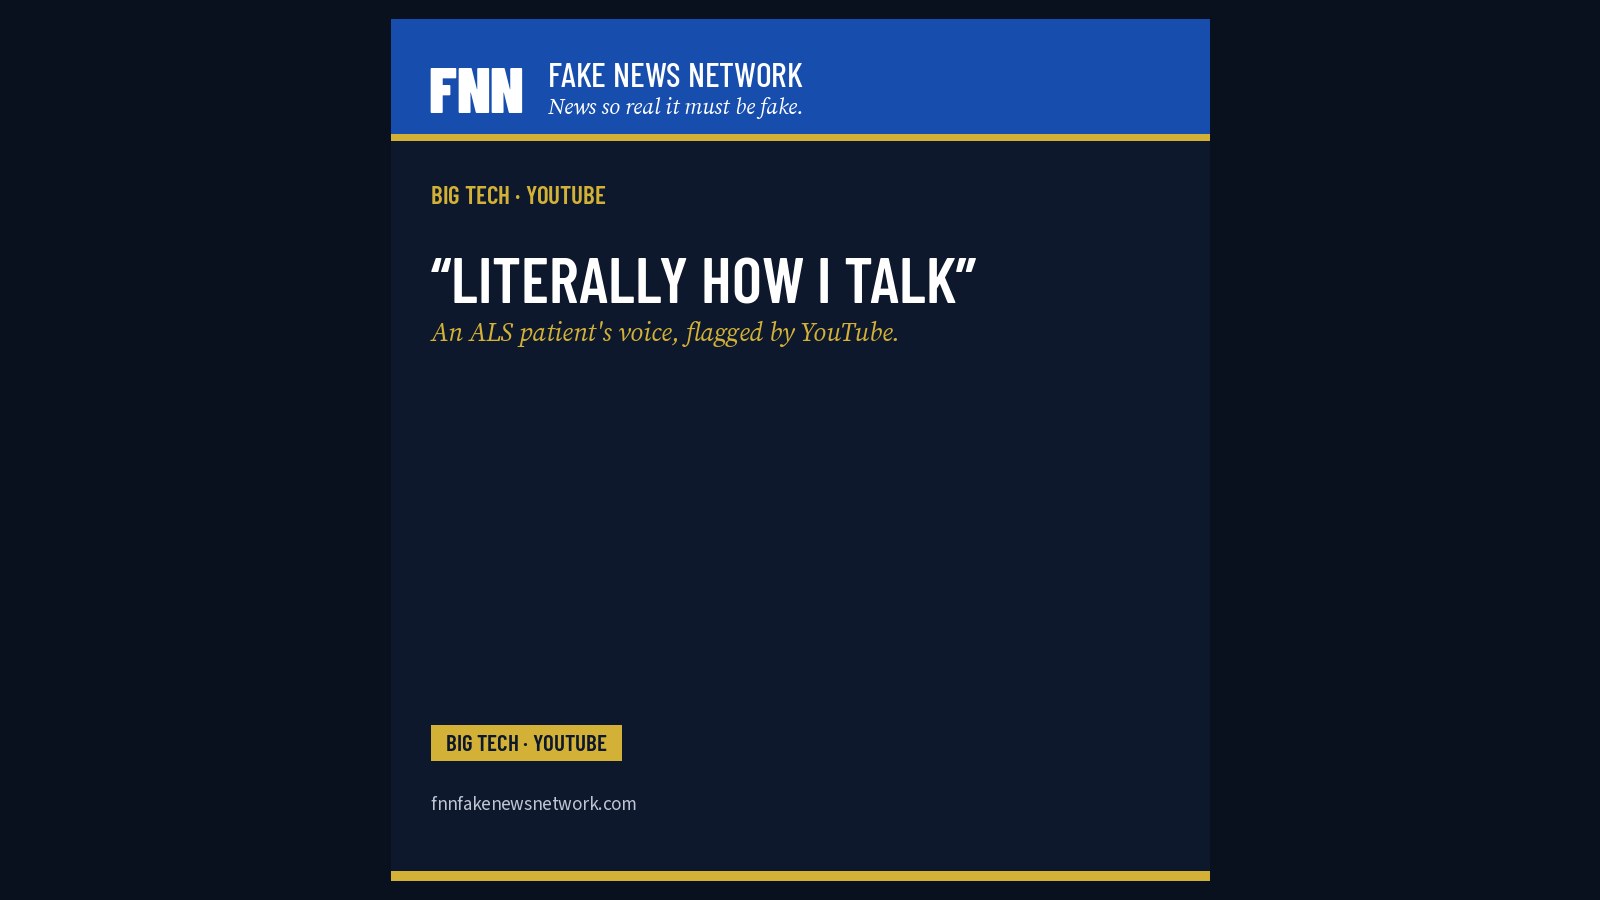 FNN
FAKE NEWS NETWORK
News so real it must be fake.
BIG TECH · YOUTUBE
“LITERALLY HOW I TALK”
An ALS patient's voice, flagged by YouTube.
BIG TECH · YOUTUBE
fnnfakenewsnetwork.com